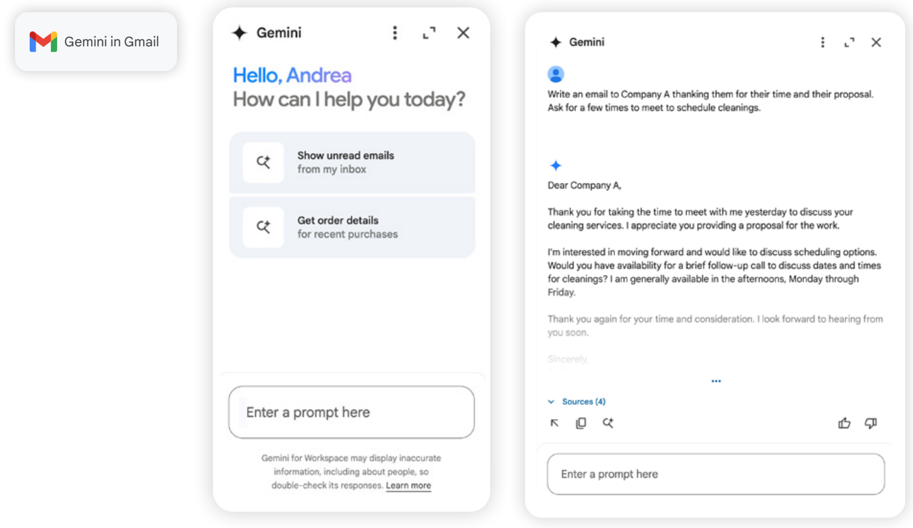 Gemini in Gmail
Gemini
Hello, Andrea
How can I help you today?
Show unread emails
from my inbox
Get order details
for recent purchases
Enter a prompt here
Gemini for Workspace may display inaccurate
information, including about people, so
double-check its responses. Learn more
Gemini
Write an email to Company A thanking them for their time and their proposal.
Ask for a few times to meet to schedule cleanings.
Dear Company A,
Thank you for taking the time to meet with me yesterday to discuss your
cleaning services. I appreciate you providing a proposal for the work.
I'm interested in moving forward and would like to discuss scheduling options.
Would you have availability for a brief follow-up call to discuss dates and times
for cleanings? I am generally available in the afternoons, Monday through
Friday.
Thank you again for your time and consideration. I look forward to hearing from
you soon.
Sincerely,
Sources (4)
Enter a prompt here